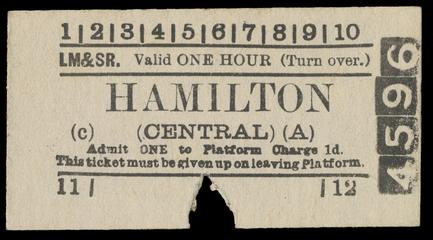 1|2|3|4|5|6|7|8|9|10
LM&SR. Valid ONE HOUR (Turn over.)
HAMILTON
(C) (CENTRAL) (A)
Admit ONE to Platform Charge 1d.
This ticket must be given up on leaving Platform.
11| |12
4596